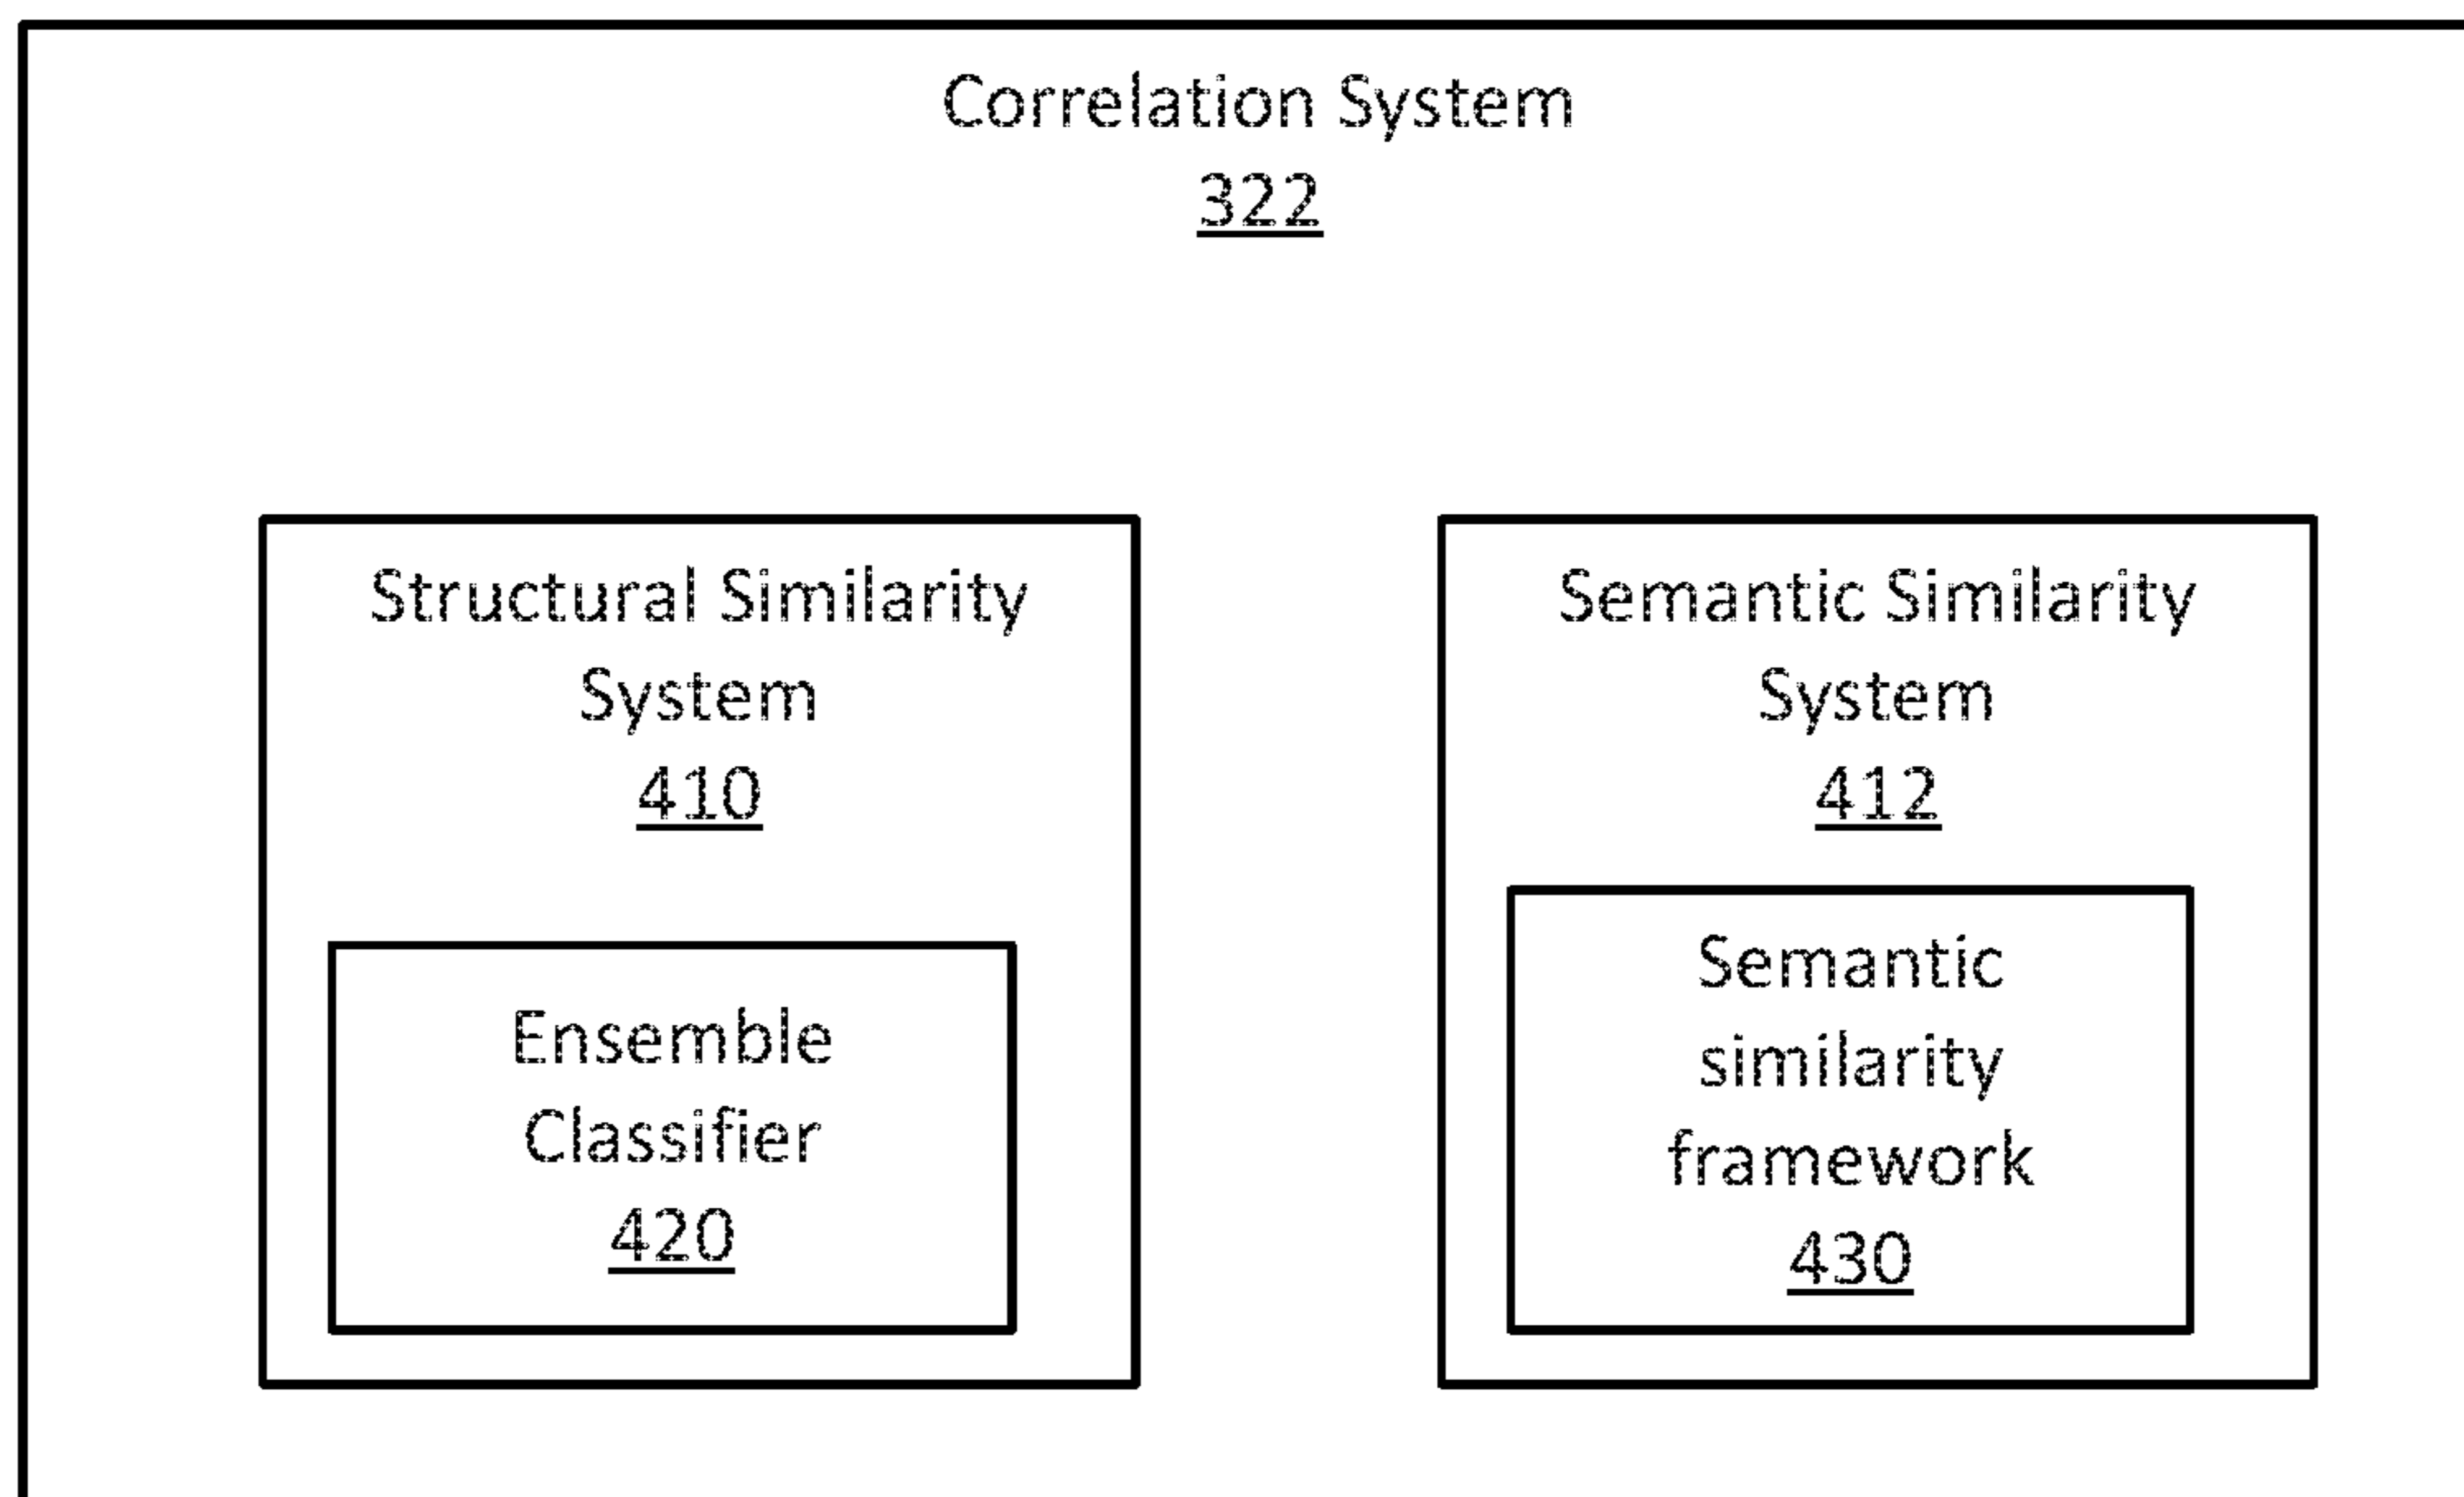 Correlation System
322
Structural Similarity
System
410
Ensemble
Classifier
420
Semantic Similarity
System
412
Semantic
similarity
framework
430